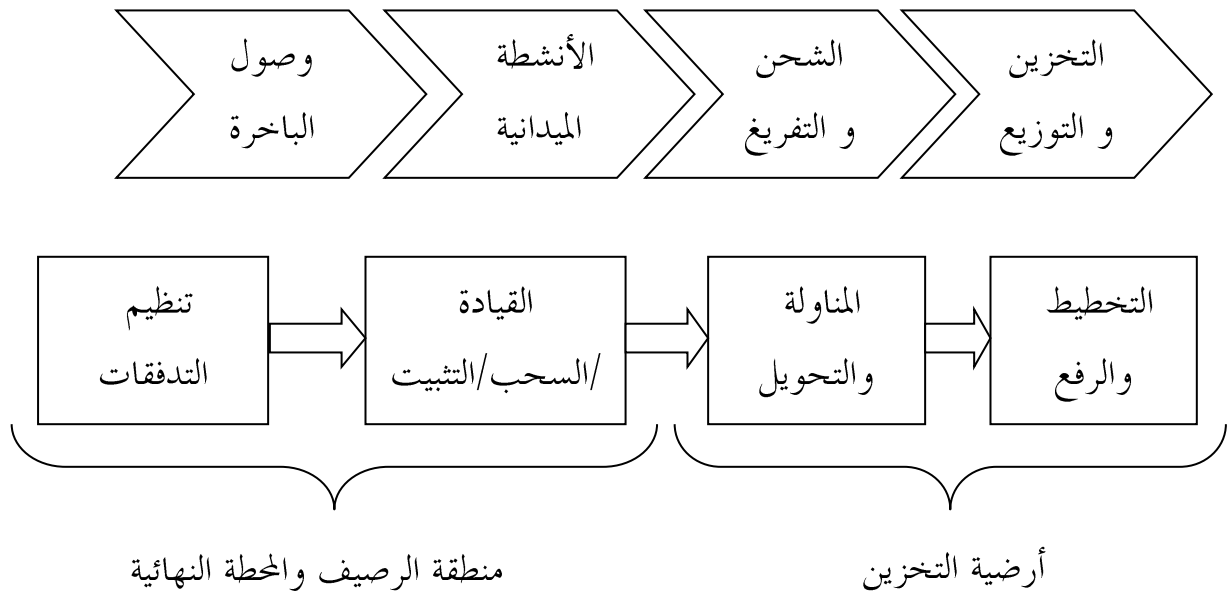 وصول
الباخرة
الأنشطة
الميدانية
الشحن
و التفريغ
التخزين
و التوزيع
تنظيم
التدفقات
القيادة
/السحب/التثبيت
المناولة
والتحويل
التخطيط
والرفع
منطقة الرصيف والمحطة النهائية
أرضية التخزين